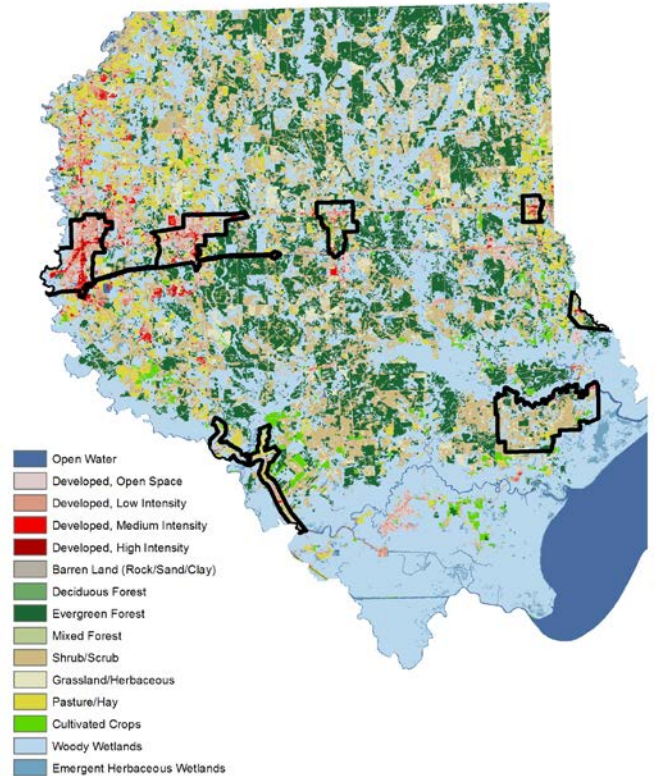 Open Water
Developed, Open Space
Developed, Low Intensity
Developed, Medium Intensity
Developed, High Intensity
Barren Land (Rock/Sand/Clay)
Deciduous Forest
Evergreen Forest
Mixed Forest
Shrub/Scrub
Grassland/Herbaceous
Pasture/Hay
Cultivated Crops
Woody Wetlands
Emergent Herbaceous Wetlands